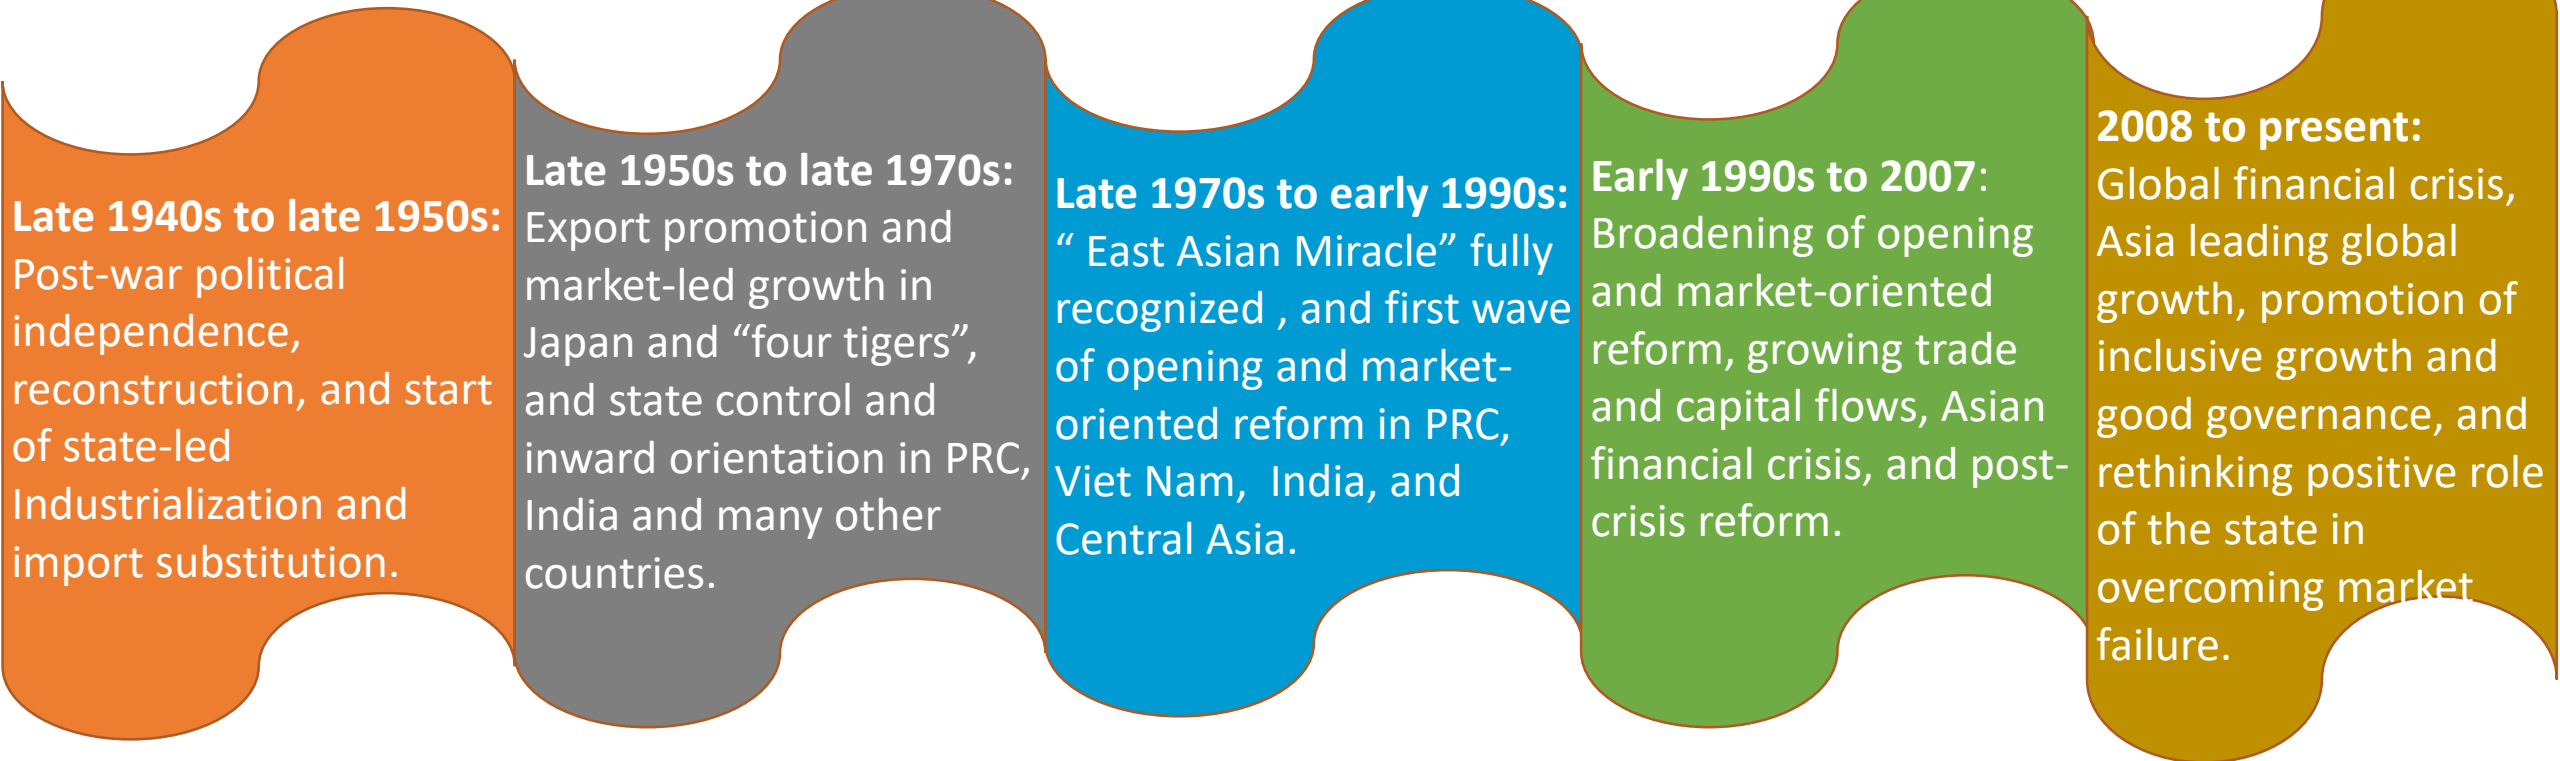 Late 1940s to late 1950s:
Post-war political
independence,
reconstruction, and start
of state-led
Industrialization and
import substitution.
Late 1950s to late 1970s:
Export promotion and
market-led growth in
Japan and “four tigers”,
and state control and
inward orientation in PRC,
India and many other
countries.
Late 1970s to early 1990s:
“ East Asian Miracle” fully
recognized , and first wave
of opening and market-
oriented reform in PRC,
Viet Nam,  India, and
Central Asia.
Early 1990s to 2007:
Broadening of opening
and market-oriented
reform, growing trade
and capital flows, Asian
financial crisis, and post-
crisis reform.
2008 to present:
Global financial crisis,
Asia leading global
growth, promotion of
inclusive growth and
good governance, and
rethinking positive role
of the state in
overcoming market
failure.